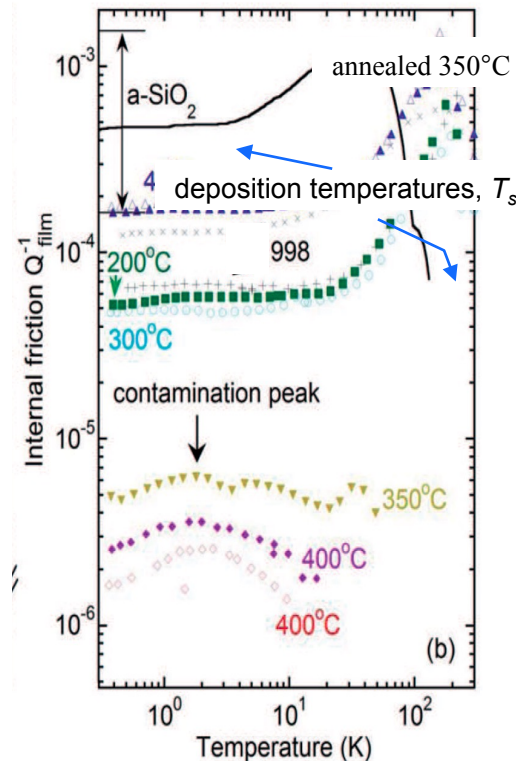 10⁻³
annealed 350°C
a-SiO₂
4
deposition temperatures, Tₛ
10⁻⁴
998
200°C
300°C
contamination peak
10⁻⁵
350°C
400°C
400°C
10⁻⁶
(b)
10⁰ 10¹ 10²
Temperature (K)
Internal friction Q⁻¹film